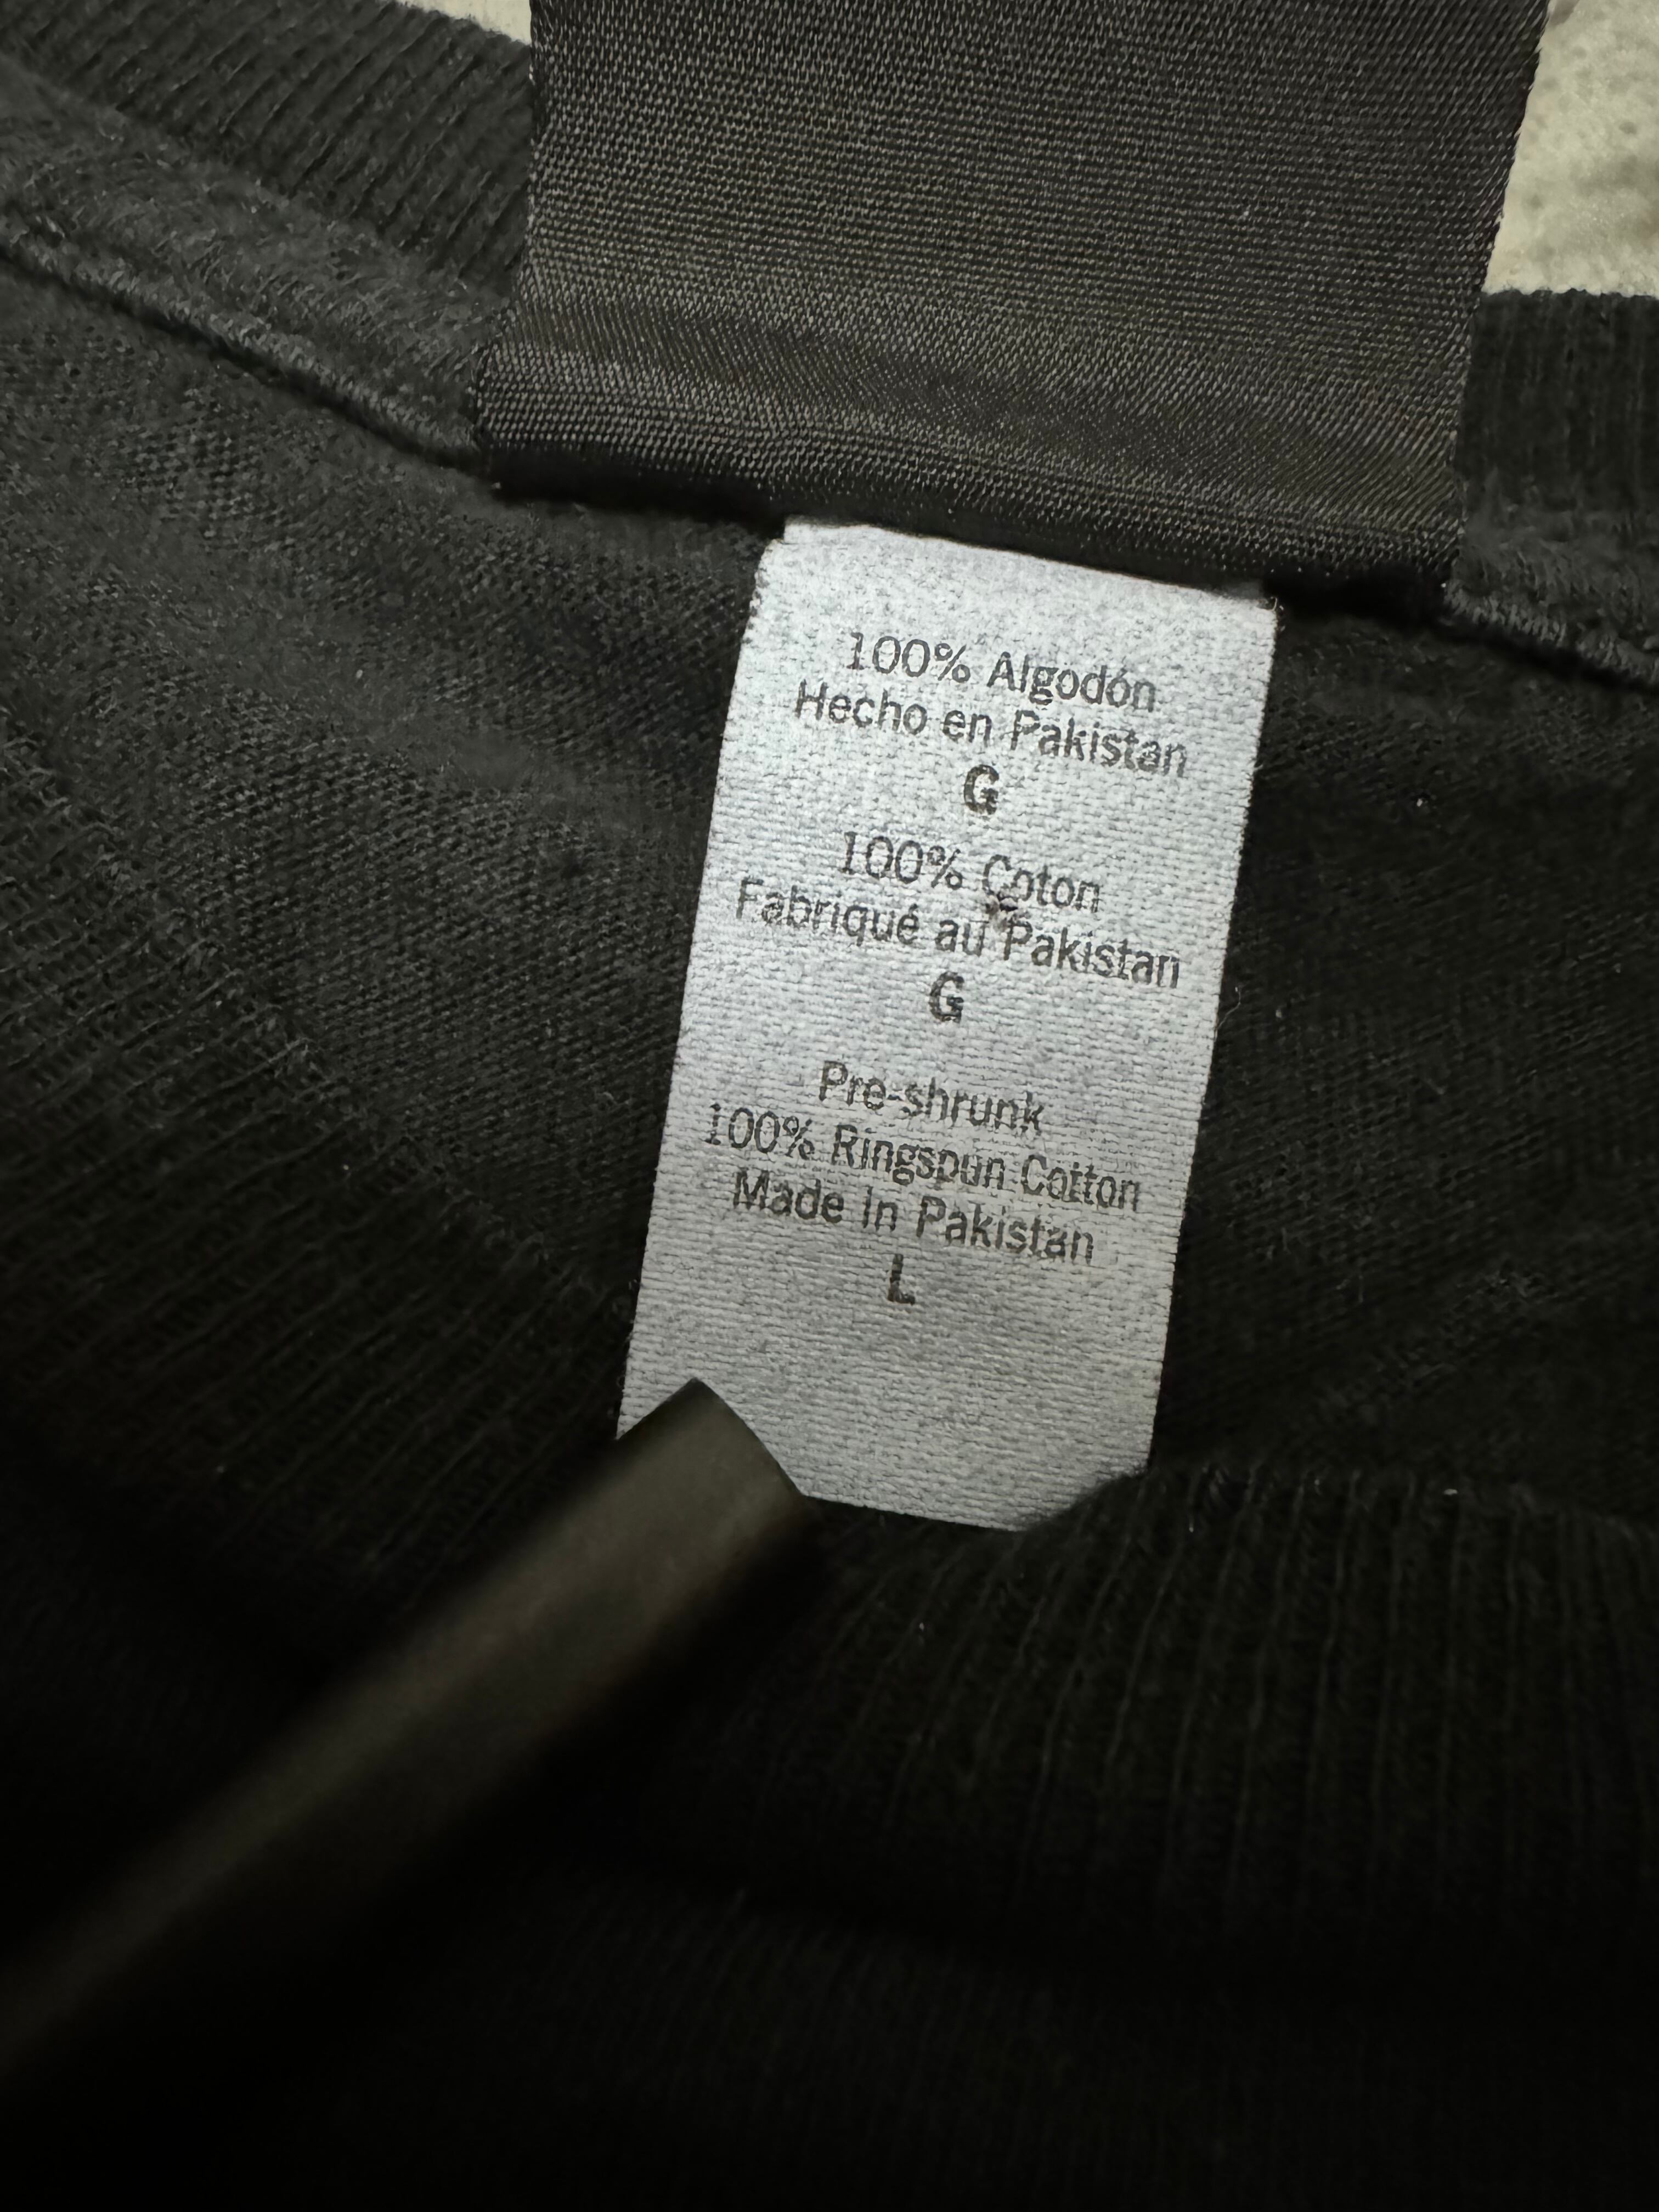 100% Algodón
Hecho en Pakistan
G
100% Coton
Fabriqué au Pakistan
G
Pre-shrunk
100% Ringspun Cotton
Made in Pakistan
L